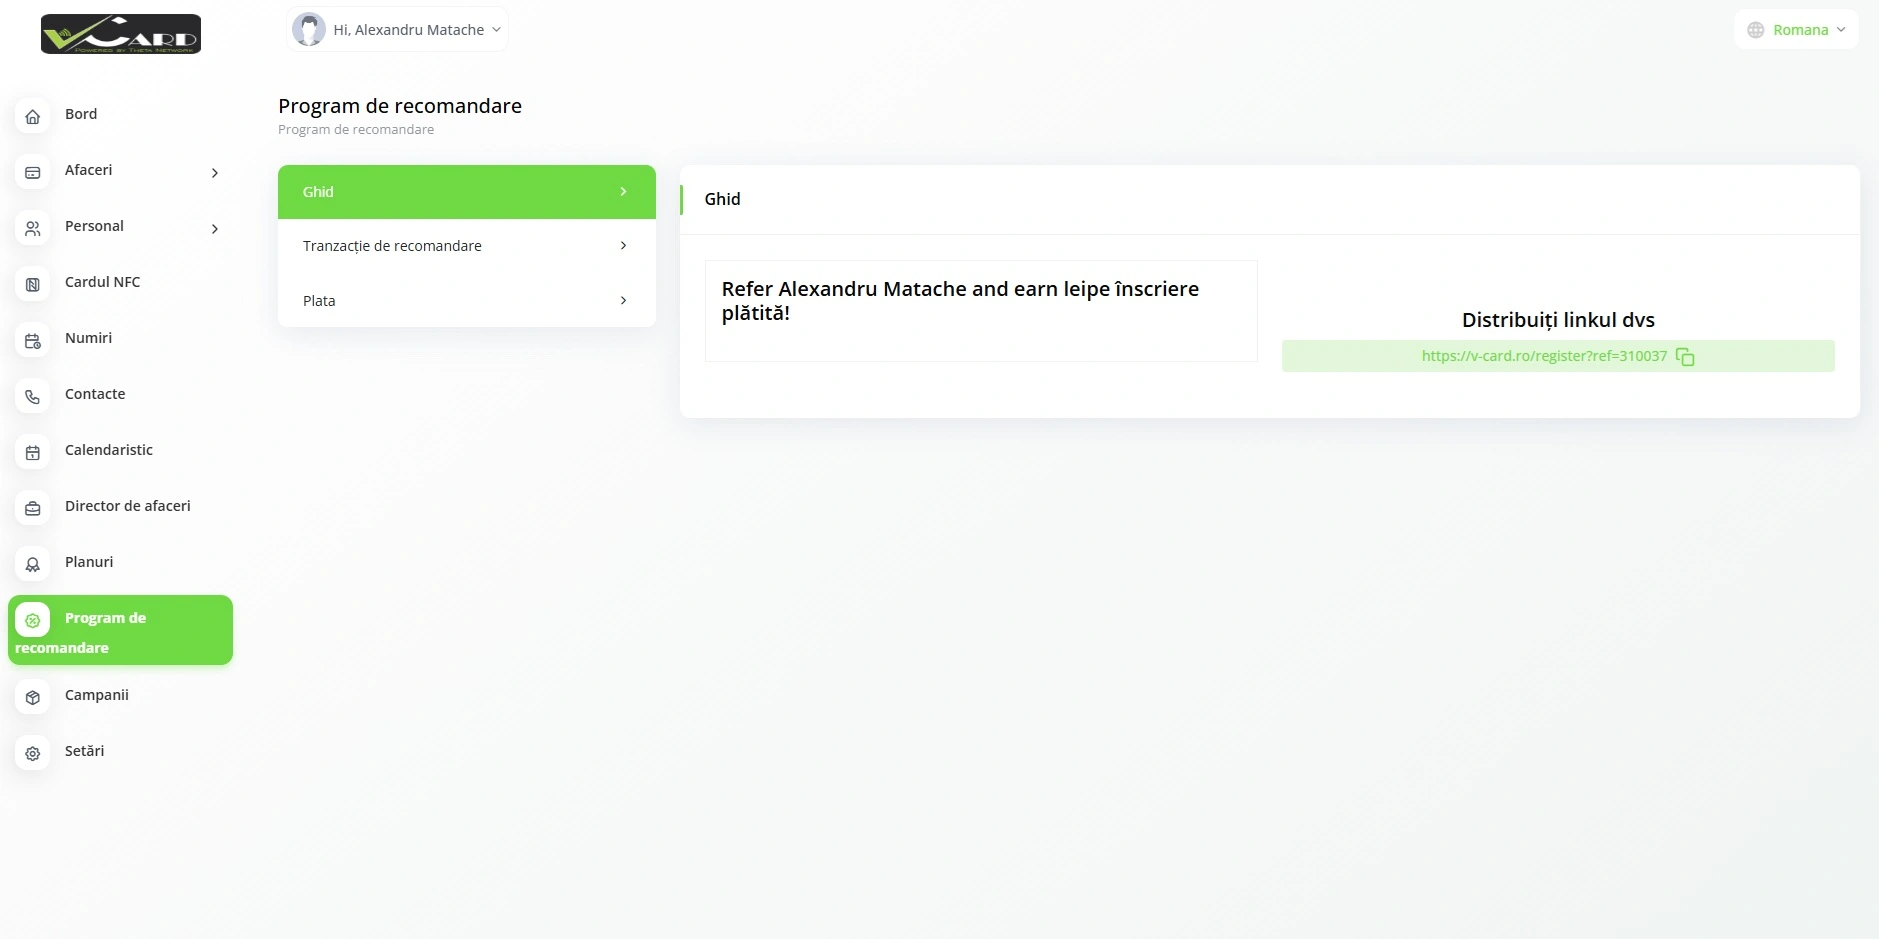 VCARD
POWERED BY THETA NETWORK
Hi, Alexandru Matache
Romana
Bord
Afaceri
Personal
Cardul NFC
Numiri
Contacte
Calendaristic
Director de afaceri
Planuri
Program de
recomandare
Campanii
Setări
Program de recomandare
Program de recomandare
Ghid
Tranzacție de recomandare
Plata
Ghid
Refer Alexandru Matache and earn leipe înscriere
plătită!
Distribuiți linkul dvs
https://v-card.ro/register?ref=310037